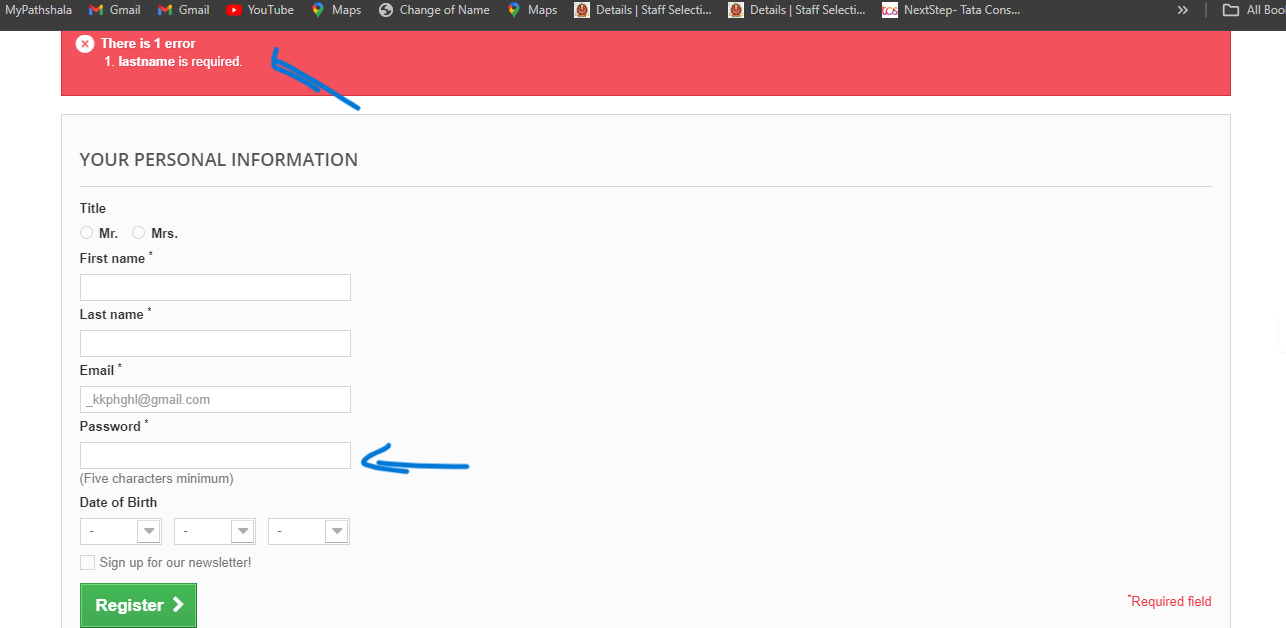 MyPathshala Gmail Gmail YouTube Maps Change of Name Maps Details | Staff Selecti... Details | Staff Selecti... tcs NextStep- Tata Cons... » All Boo
There is 1 error
1. lastname is required.
YOUR PERSONAL INFORMATION
Title
Mr. Mrs.
First name *
Last name *
Email *
_kkphghl@gmail.com
Password *
(Five characters minimum)
Date of Birth
- - -
Sign up for our newsletter!
Register
*Required field